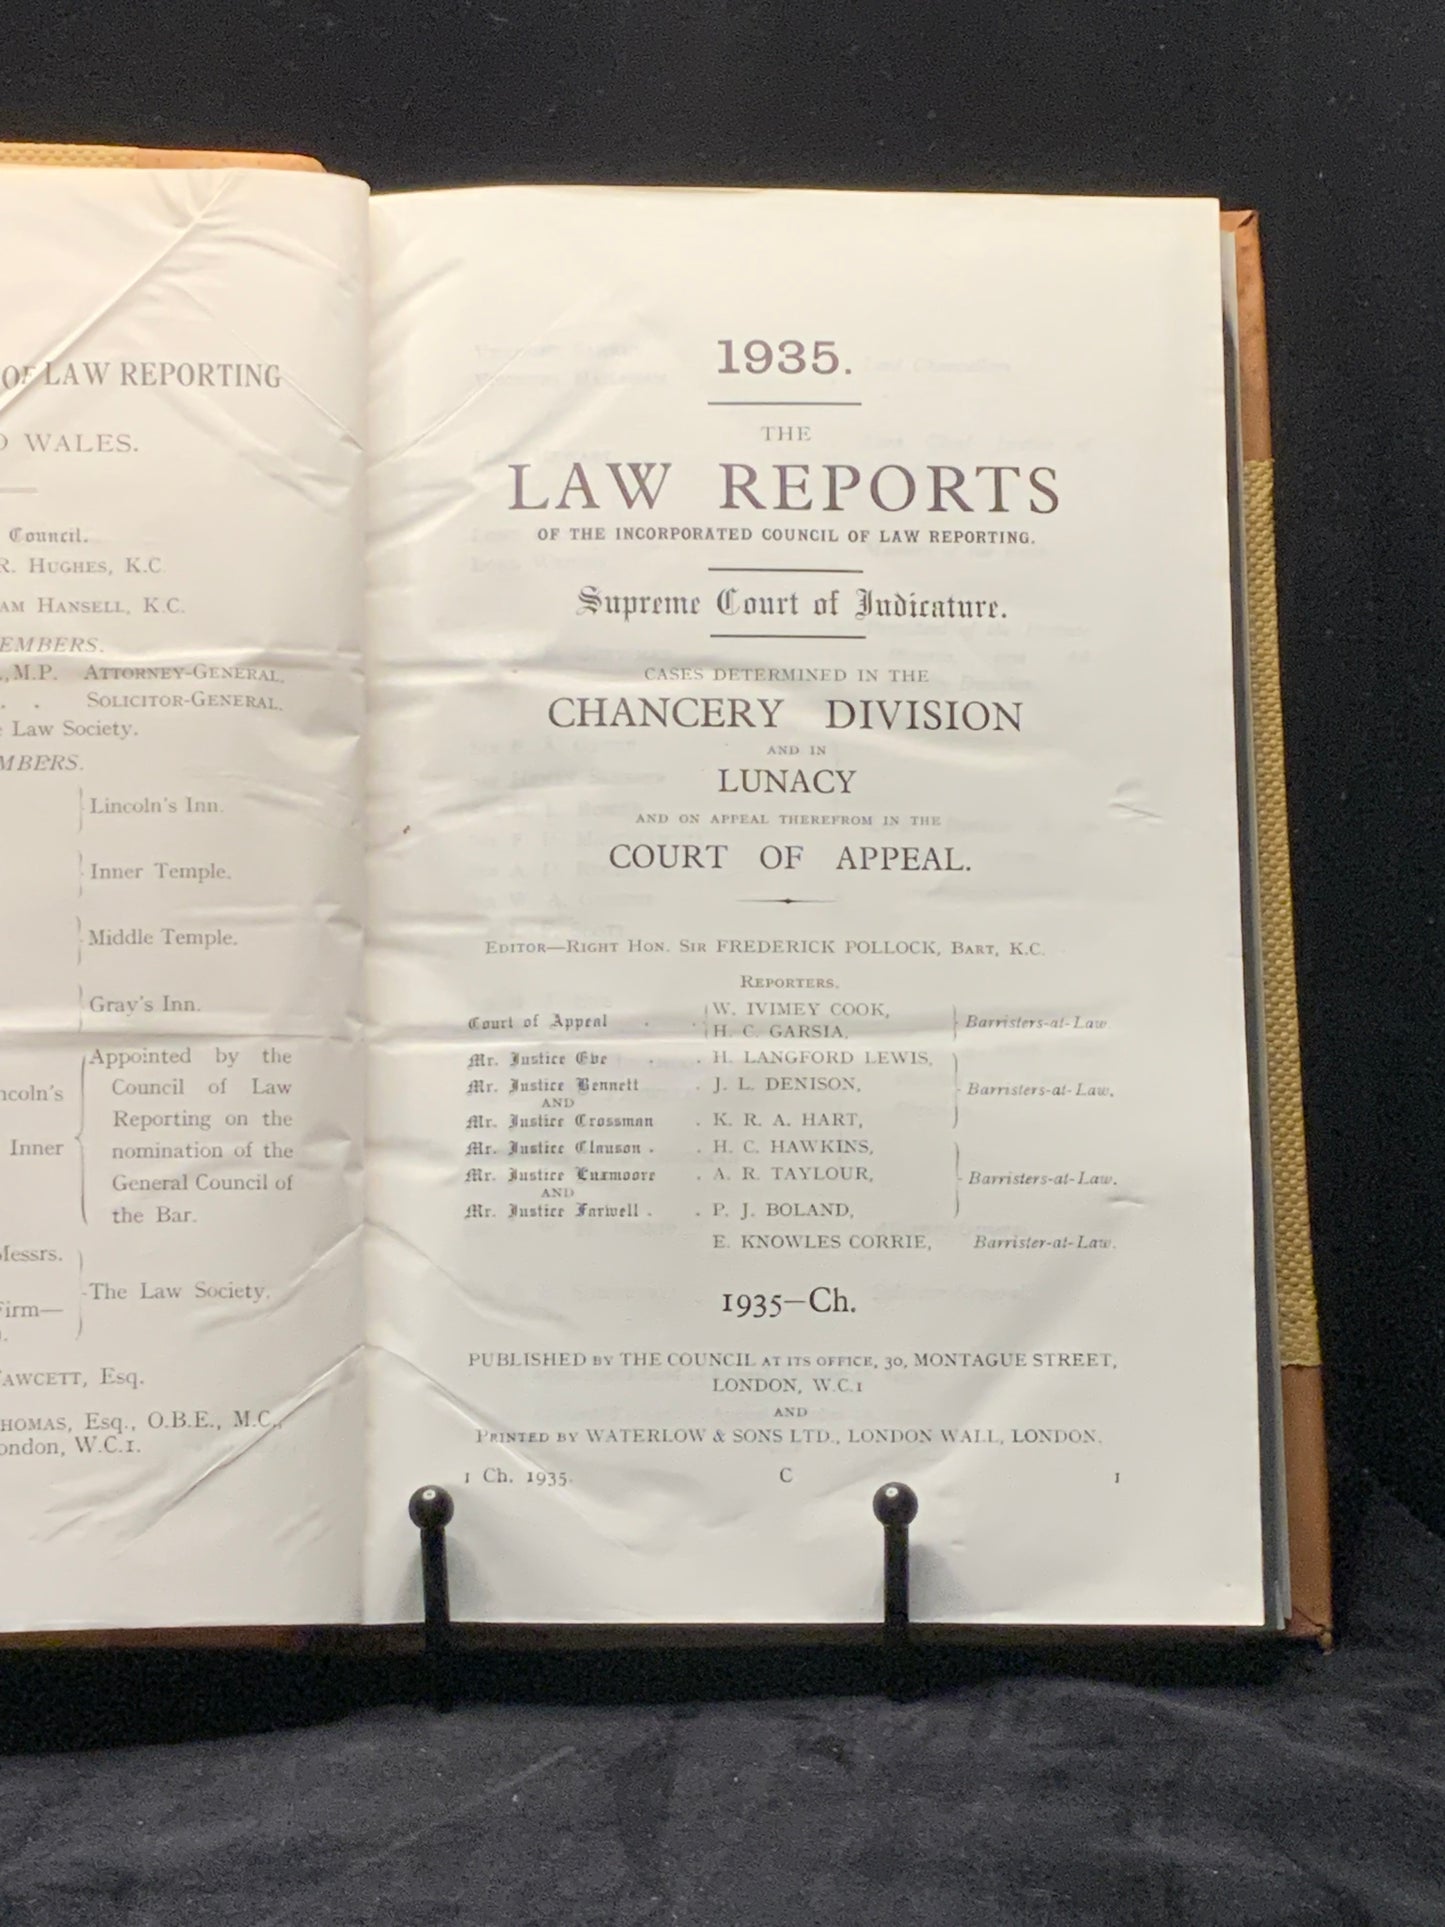 OF LAW REPORTING
WALES.
Council.
R. HUGHES, K.C.
HANSELL, K.C.
M.P. ATTORNEY-GENERAL.
. . SOLICITOR-GENERAL.
Law Society.
Lincoln's Inn.
Inner Temple.
Middle Temple.
Gray's Inn.
Appointed by the
Council of Law
Reporting on the
Inner nomination of the
General Council of
the Bar.
Messrs.
The Law Society.
Firm—
FAWCETT, Esq.
THOMAS, Esq., O.B.E., M.C.,
London, W.C.1.
1935.
THE
LAW REPORTS
OF THE INCORPORATED COUNCIL OF LAW REPORTING.
Supreme Court of Judicature.
CASES DETERMINED IN THE
CHANCERY DIVISION
AND IN
LUNACY
AND ON APPEAL THEREFROM IN THE
COURT OF APPEAL.
EDITOR—RIGHT HON. SIR FREDERICK POLLOCK, BART, K.C.
REPORTERS.
Court of Appeal . . W. IVIMEY COOK,
H. C. GARSIA, Barristers-at-Law
Mr. Justice Eve . . H. LANGFORD LEWIS,
Mr. Justice Bennett . J. L. DENISON, Barristers-at-Law.
AND
Mr. Justice Crossman . K. R. A. HART,
Mr. Justice Clauson . . H. C. HAWKINS,
Mr. Justice Luxmoore . A. R. TAYLOUR, Barristers-at-Law.
AND
Mr. Justice Farwell . . P. J. BOLAND,
E. KNOWLES CORRIE, Barrister-at-Law.
1935—Ch.
PUBLISHED BY THE COUNCIL AT ITS OFFICE, 30, MONTAGUE STREET,
LONDON, W.C.1
AND
PRINTED BY WATERLOW & SONS LTD., LONDON WALL, LONDON.
1 Ch. 1935. C 1